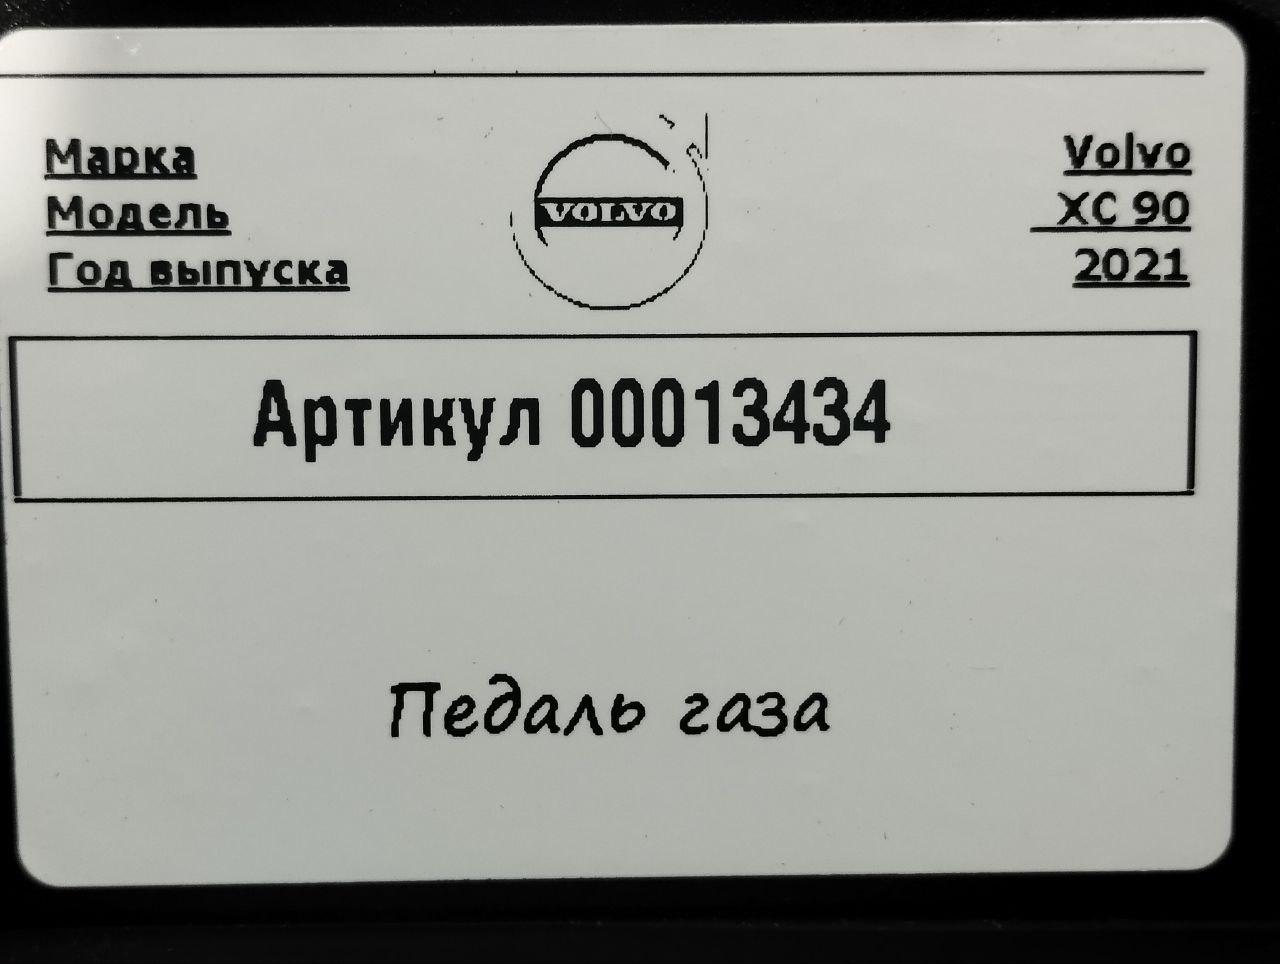 Марка Volvo
Модель XC 90
Год выпуска 2021
VOLVO
Артикул 00013434
Педаль газа